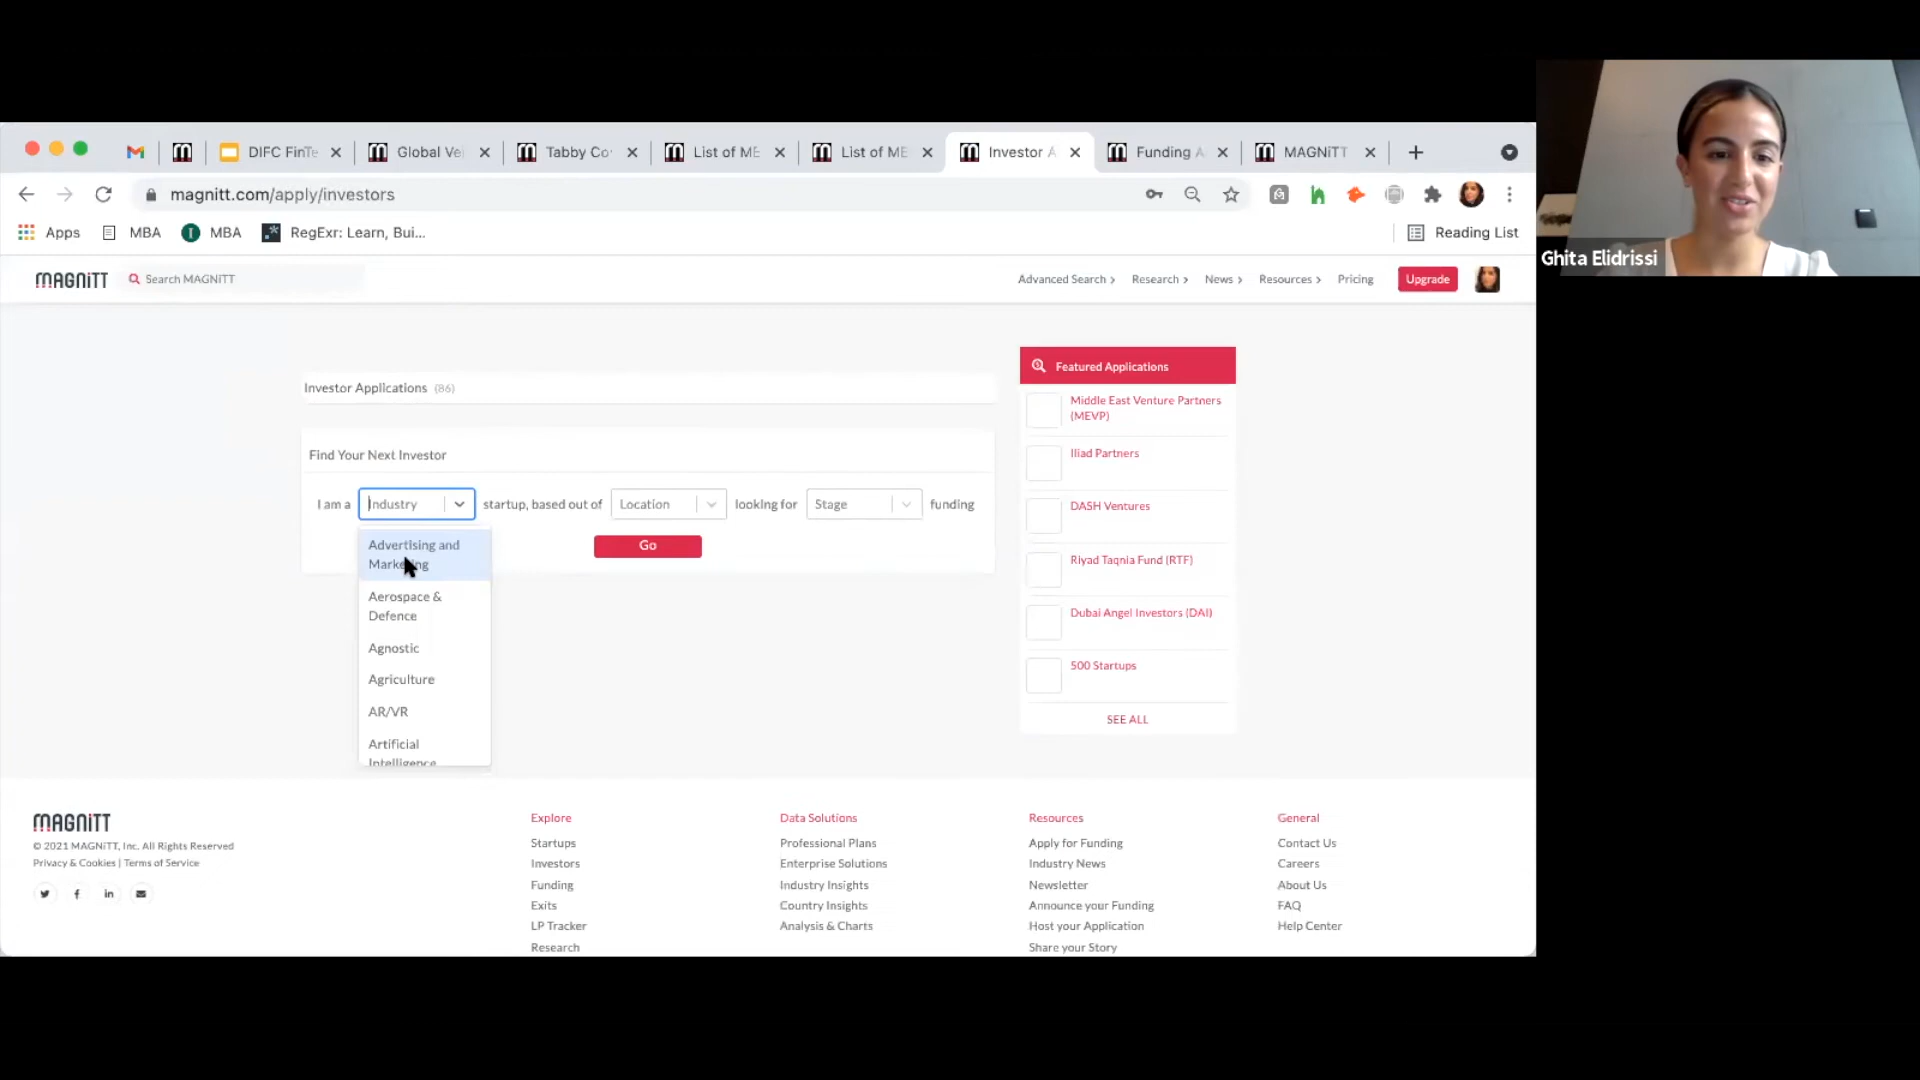 DIFC FinTe
Global Ve
Tabby Co
List of ME
List of ME
Investor A
Funding A
MAGNiTT
magnitt.com/apply/investors
Apps
MBA
MBA
RegExr: Learn, Bui...
Reading List
Ghita Elidrissi
MAGNiTT
Search MAGNiTT
Advanced Search
Research
News
Resources
Pricing
Upgrade
Investor Applications (86)
Find Your Next Investor
I am a Industry startup, based out of Location looking for Stage funding
Go
Advertising and
Marketing
Aerospace &
Defence
Agnostic
Agriculture
AR/VR
Artificial
Intelligence
Featured Applications
Middle East Venture Partners
(MEVP)
Iliad Partners
DASH Ventures
Riyad Taqnia Fund (RTF)
Dubai Angel Investors (DAI)
500 Startups
SEE ALL
MAGNiTT
© 2021 MAGNiTT, Inc. All Rights Reserved
Privacy & Cookies | Terms of Service
Explore
Startups
Investors
Funding
Exits
LP Tracker
Research
Data Solutions
Professional Plans
Enterprise Solutions
Industry Insights
Country Insights
Analysis & Charts
Resources
Apply for Funding
Industry News
Newsletter
Announce your Funding
Host your Application
Share your Story
General
Contact Us
Careers
About Us
FAQ
Help Center